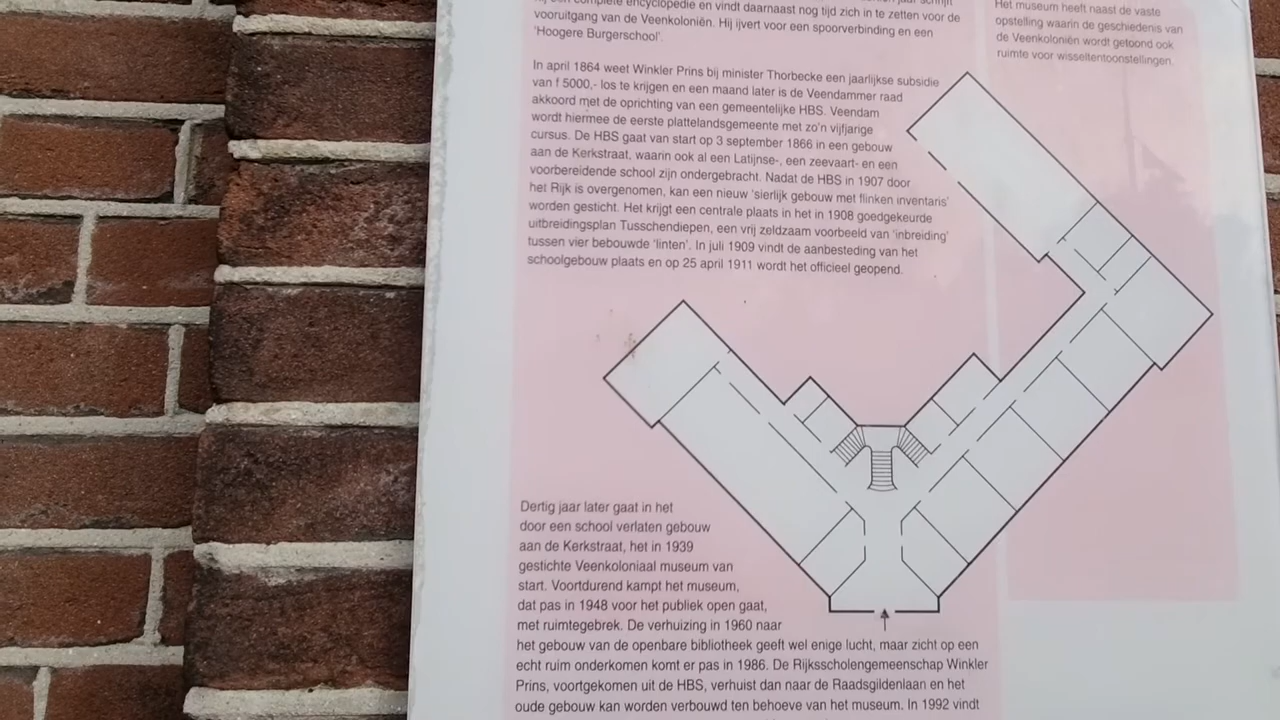 complete encyclopedie en vindt daarnaast nog tijd zich in te zetten voor de
vooruitgang van de Veenkoloniën. Hij ijvert voor een spoorverbinding en een
'Hoogere Burgerschool'.
In april 1864 weet Winkler Prins bij minister Thorbecke een jaarlijkse subsidie
van f 5000,- los te krijgen en een maand later is de Veendammer raad
akkoord met de oprichting van een gemeentelijke HBS. Veendam
wordt hiermee de eerste plattelandsgemeente met zo'n vijfjarige
cursus. De HBS gaat van start op 3 september 1866 in een gebouw
aan de Kerkstraat, waarin ook al een Latijnse-, een zeevaart- en een
voorbereidende school zijn ondergebracht. Nadat de HBS in 1907 door
het Rijk is overgenomen, kan een nieuw 'sierlijk gebouw met flinken inventaris'
worden gesticht. Het krijgt een centrale plaats in het in 1908 goedgekeurde
uitbreidingsplan Tusschendiepen, een vrij zeldzaam voorbeeld van 'inbreiding'
tussen vier bebouwde 'linten'. In juli 1909 vindt de aanbesteding van het
schoolgebouw plaats en op 25 april 1911 wordt het officieel geopend.
Het museum heeft naast de vaste
opstelling waarin de geschiedenis van
de Veenkoloniën wordt getoond ook
ruimte voor wisseltentoonstellingen.
Dertig jaar later gaat in het
door een school verlaten gebouw
aan de Kerkstraat, het in 1939
gestichte Veenkoloniaal museum van
start. Voortdurend kampt het museum,
dat pas in 1948 voor het publiek open gaat,
met ruimtegebrek. De verhuizing in 1960 naar
het gebouw van de openbare bibliotheek geeft wel enige lucht, maar zicht op een
echt ruim onderkomen komt er pas in 1986. De Rijksscholengemeenschap Winkler
Prins, voortgekomen uit de HBS, verhuist dan naar de Raadsgildenlaan en het
oude gebouw kan worden verbouwd ten behoeve van het museum. In 1992 vindt